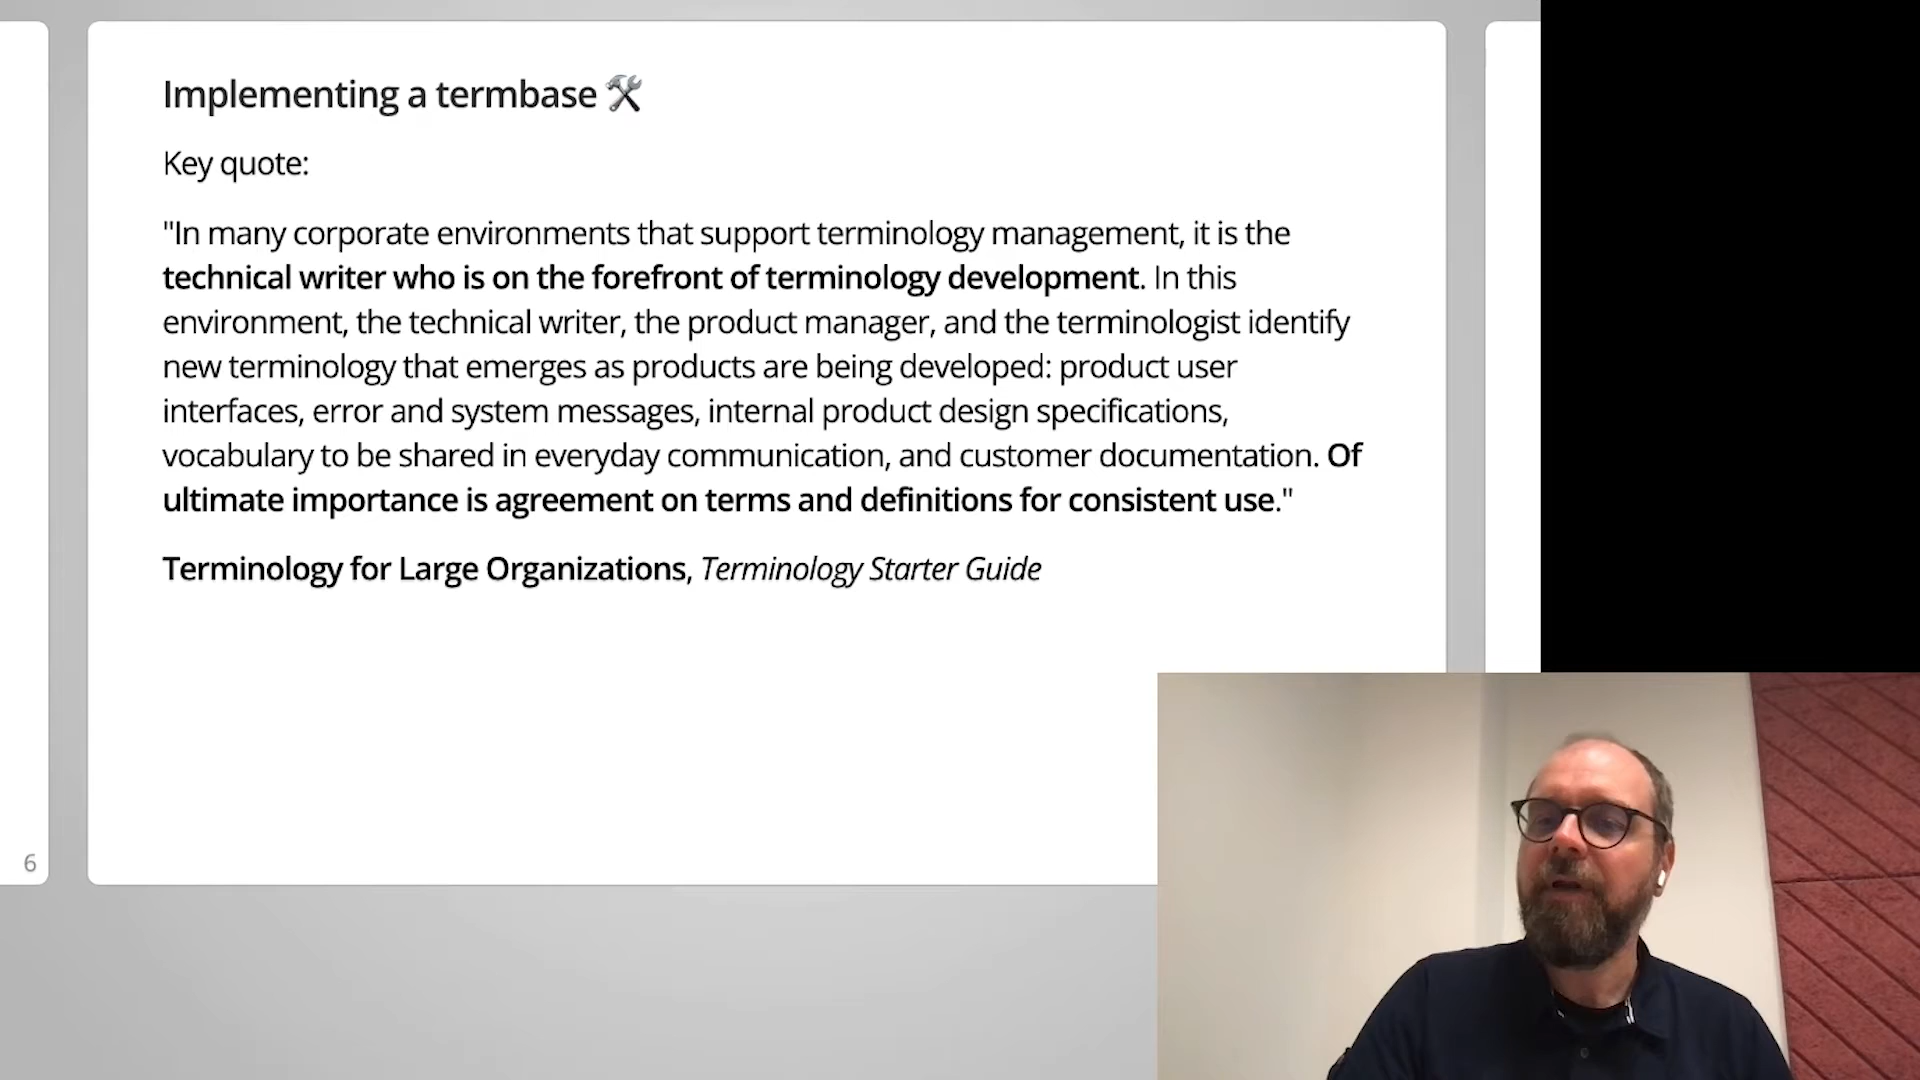 Implementing a termbase 🛠
Key quote:
"In many corporate environments that support terminology management, it is the
technical writer who is on the forefront of terminology development. In this
environment, the technical writer, the product manager, and the terminologist identify
new terminology that emerges as products are being developed: product user
interfaces, error and system messages, internal product design specifications,
vocabulary to be shared in everyday communication, and customer documentation. Of
ultimate importance is agreement on terms and definitions for consistent use."
Terminology for Large Organizations, Terminology Starter Guide
6